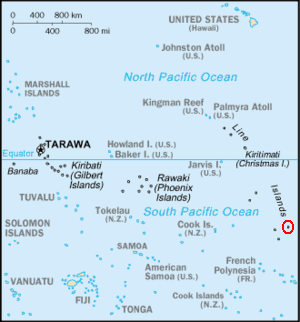 0 400 800 km
0 400 800 mi
UNITED STATES
(Hawaii)
Johnston Atoll
(U.S.)
North Pacific Ocean
MARSHALL
ISLANDS
Kingman Reef
(U.S.)
Palmyra Atoll
(U.S.)
Line
TARAWA
Howland I. (U.S.)
Baker I. (U.S.)
Equator
Kiritimati
(Christmas I.)
Jarvis I.
(U.S.)
Banaba
Kiribati
(Gilbert
Islands)
Rawaki
(Phoenix
Islands)
Islands
TUVALU
Tokelau
(N.Z.)
South Pacific Ocean
SOLOMON
ISLANDS
Cook Is.
(N.Z.)
SAMOA
VANUATU
American
Samoa (U.S.)
French
Polynesia
(FR.)
FIJI
TONGA
Cook Islands
(N.Z.)